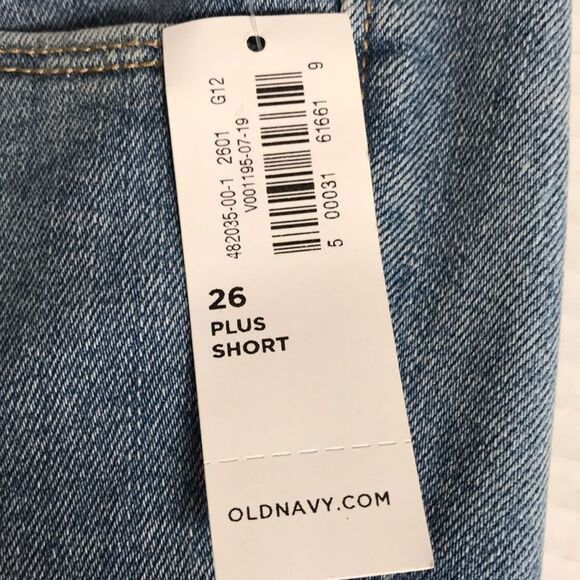 482035-00-1 2601 G12
V001195-07-19
5 00031 61661 9
26
PLUS
SHORT
OLDNAVY.COM